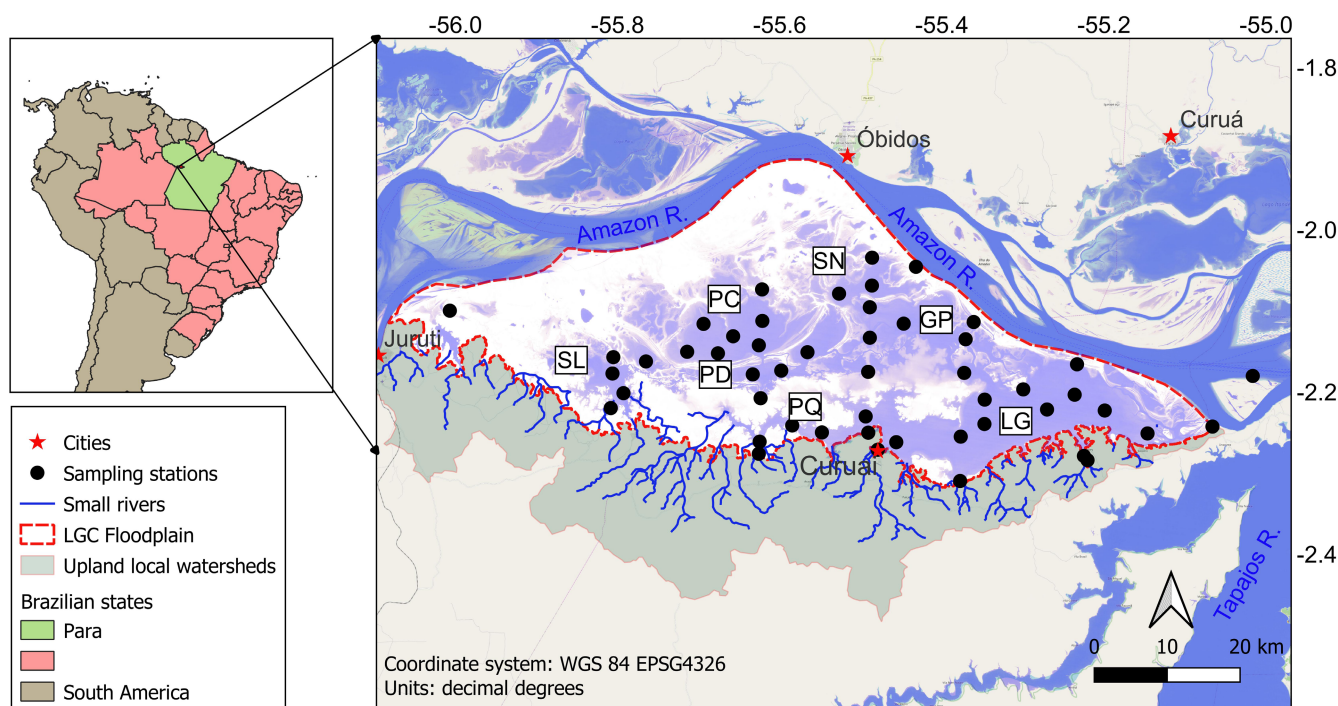 -56.0 -55.8 -55.6 -55.4 -55.2 -55.0
-1.8
Curuá
Óbidos
Amazon R.
Amazon R.
-2.0
SN
PC
GP
Juruti
SL
PD
PQ
LG
-2.2
Curuai
-2.4
Tapajos R.
Cities
Sampling stations
Small rivers
LGC Floodplain
Upland local watersheds
Brazilian states
Para
South America
Coordinate system: WGS 84 EPSG4326
Units: decimal degrees
0 10 20 km